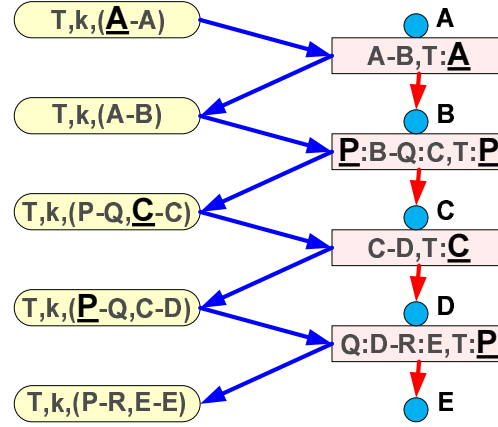 T,k,(A-A)
A
A-B,T:A
T,k,(A-B)
B
P:B-Q:C,T:P
T,k,(P-Q,C-C)
C
C-D,T:C
T,k,(P-Q,C-D)
D
Q:D-R:E,T:P
T,k,(P-R,E-E)
E